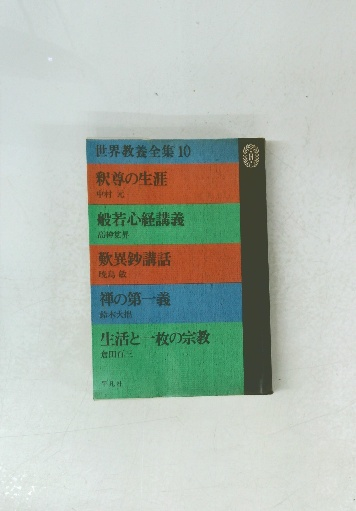 世界教養全集 10
釈尊の生涯
中村 元
般若心経講義
高神覚昇
歎異鈔講話
暁烏 敏
禅の第一義
鈴木大拙
生活と一枚の宗教
倉田百三
平凡社